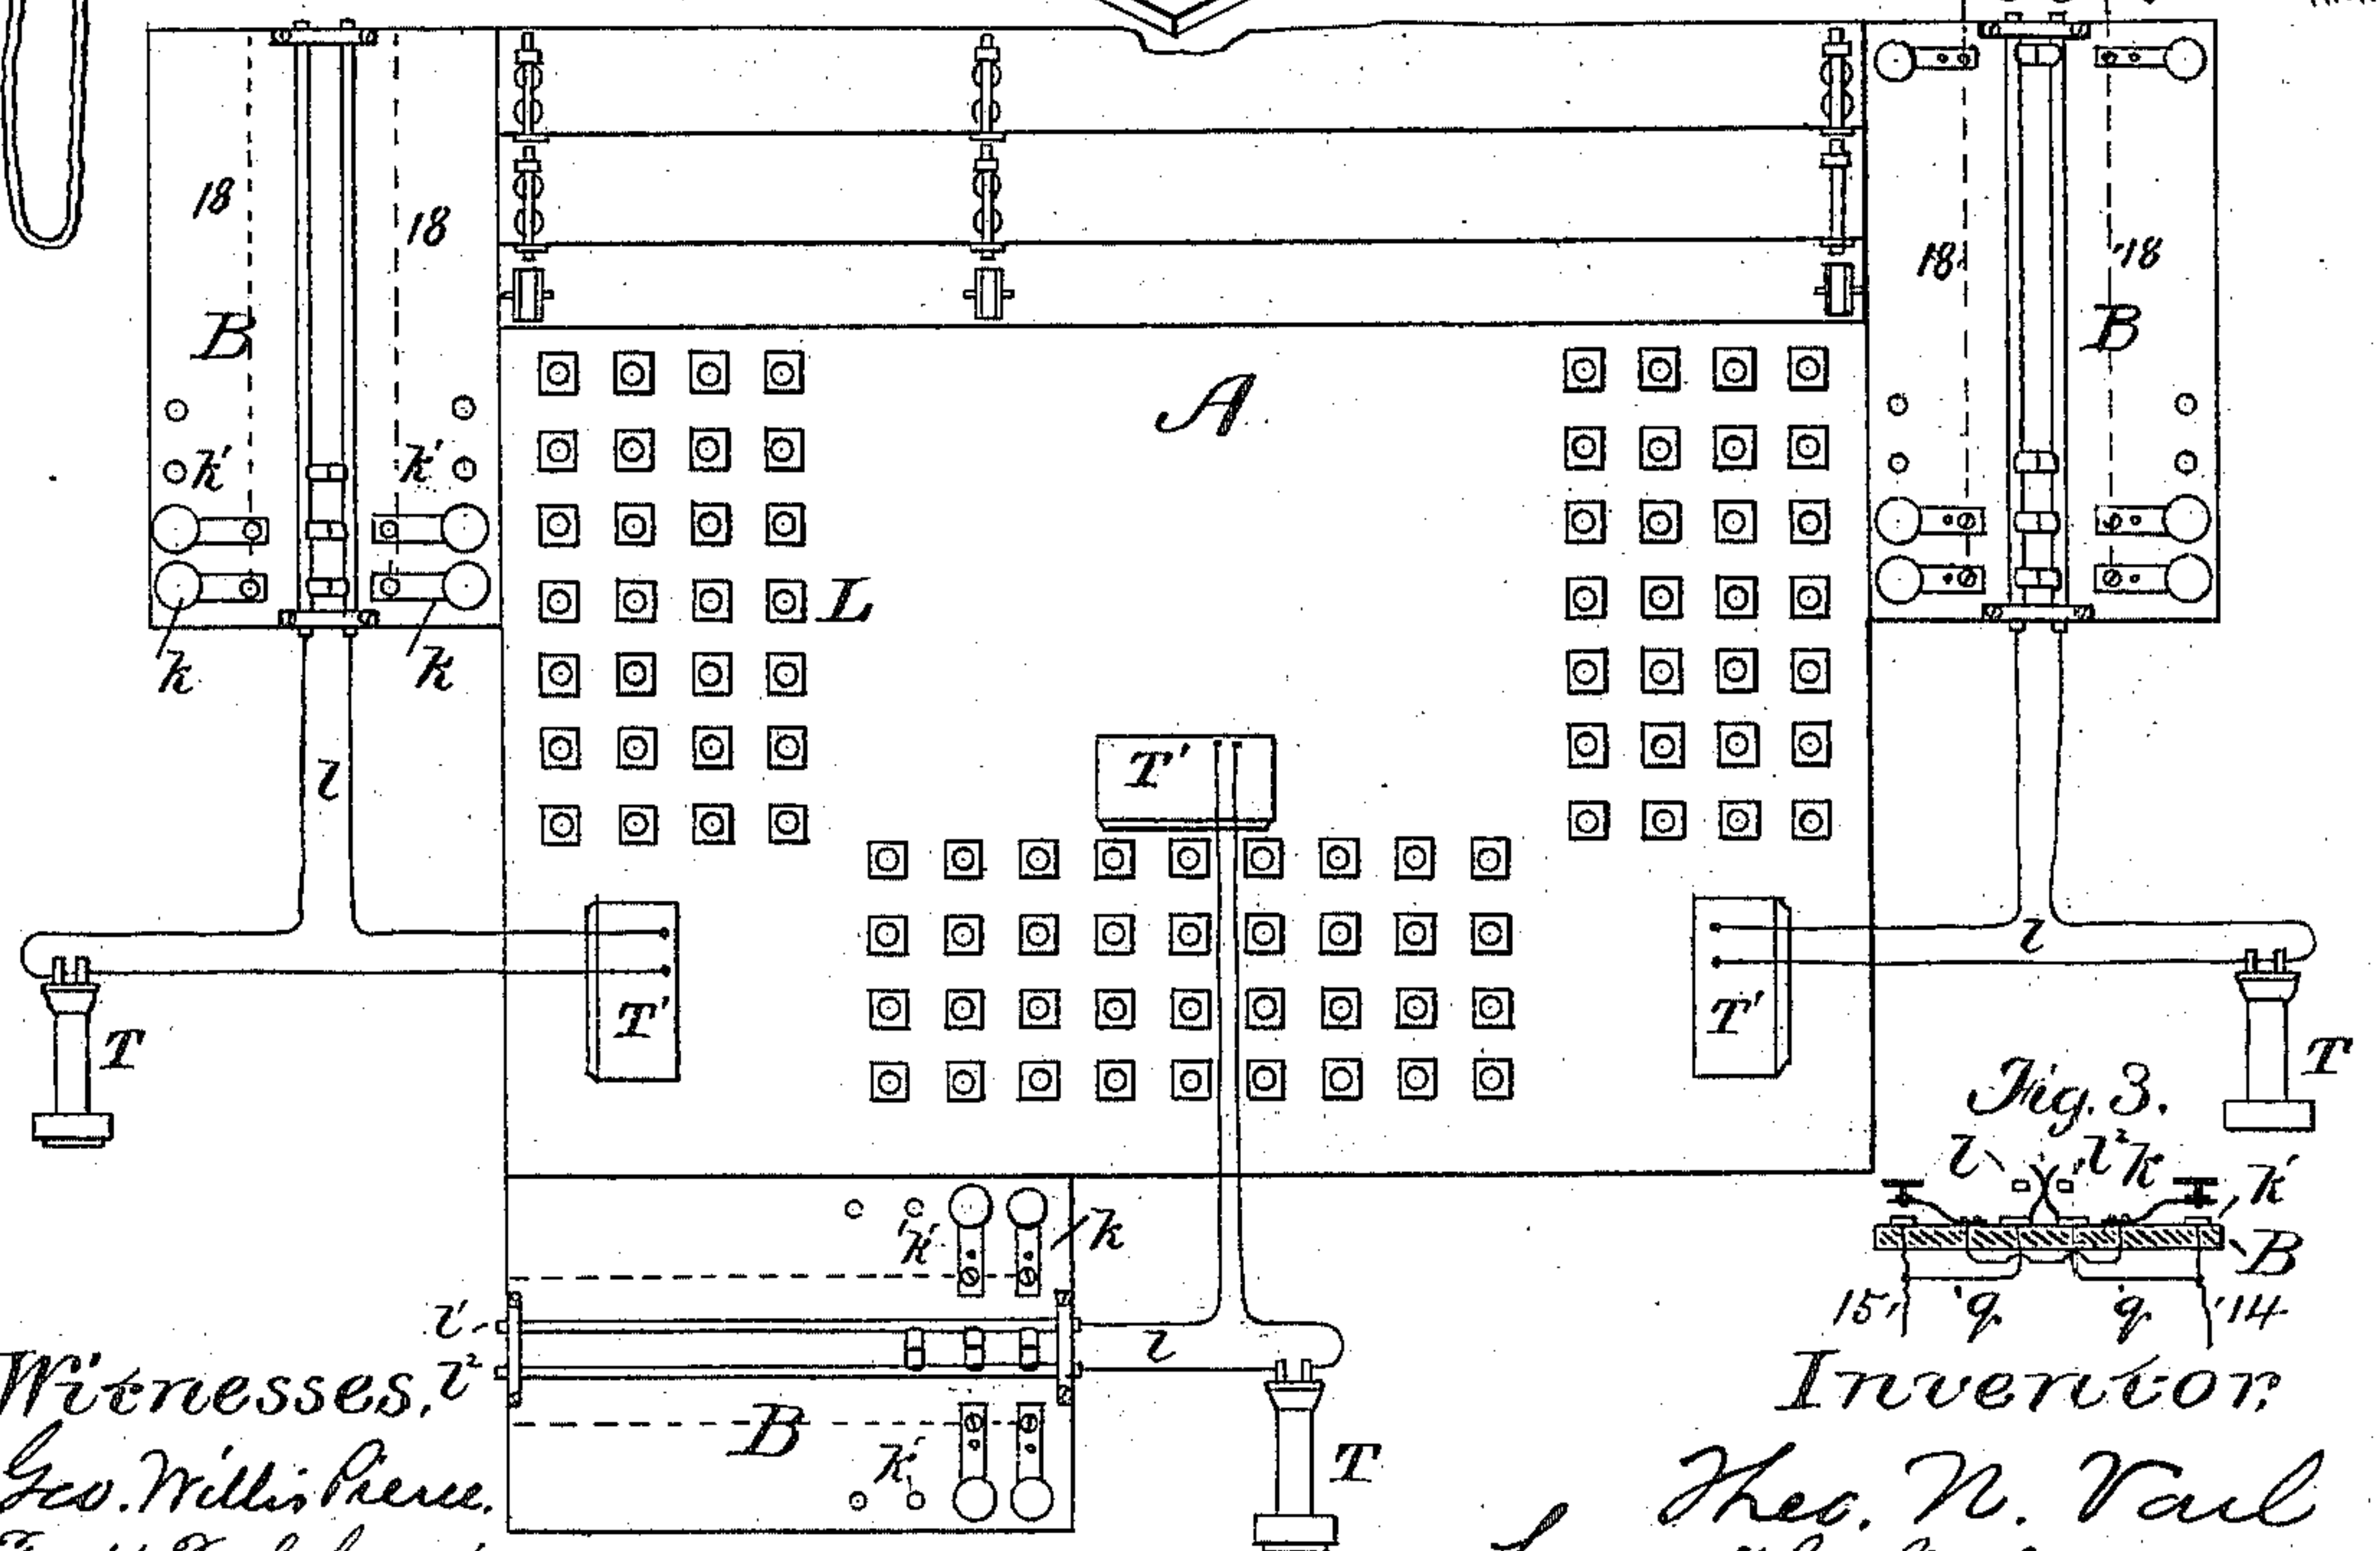 18
18
18
18
B
B
A
k'
k'
L
k
k
l
T'
T'
T'
l
T
T
Fig. 3.
l
l²
k
k'
k'
k
B
15
q
q
14
l'
l²
l
B
k'
T
Witnesses.
Geo. Willis Pierce.
Inventor,
Theo. N. Vail